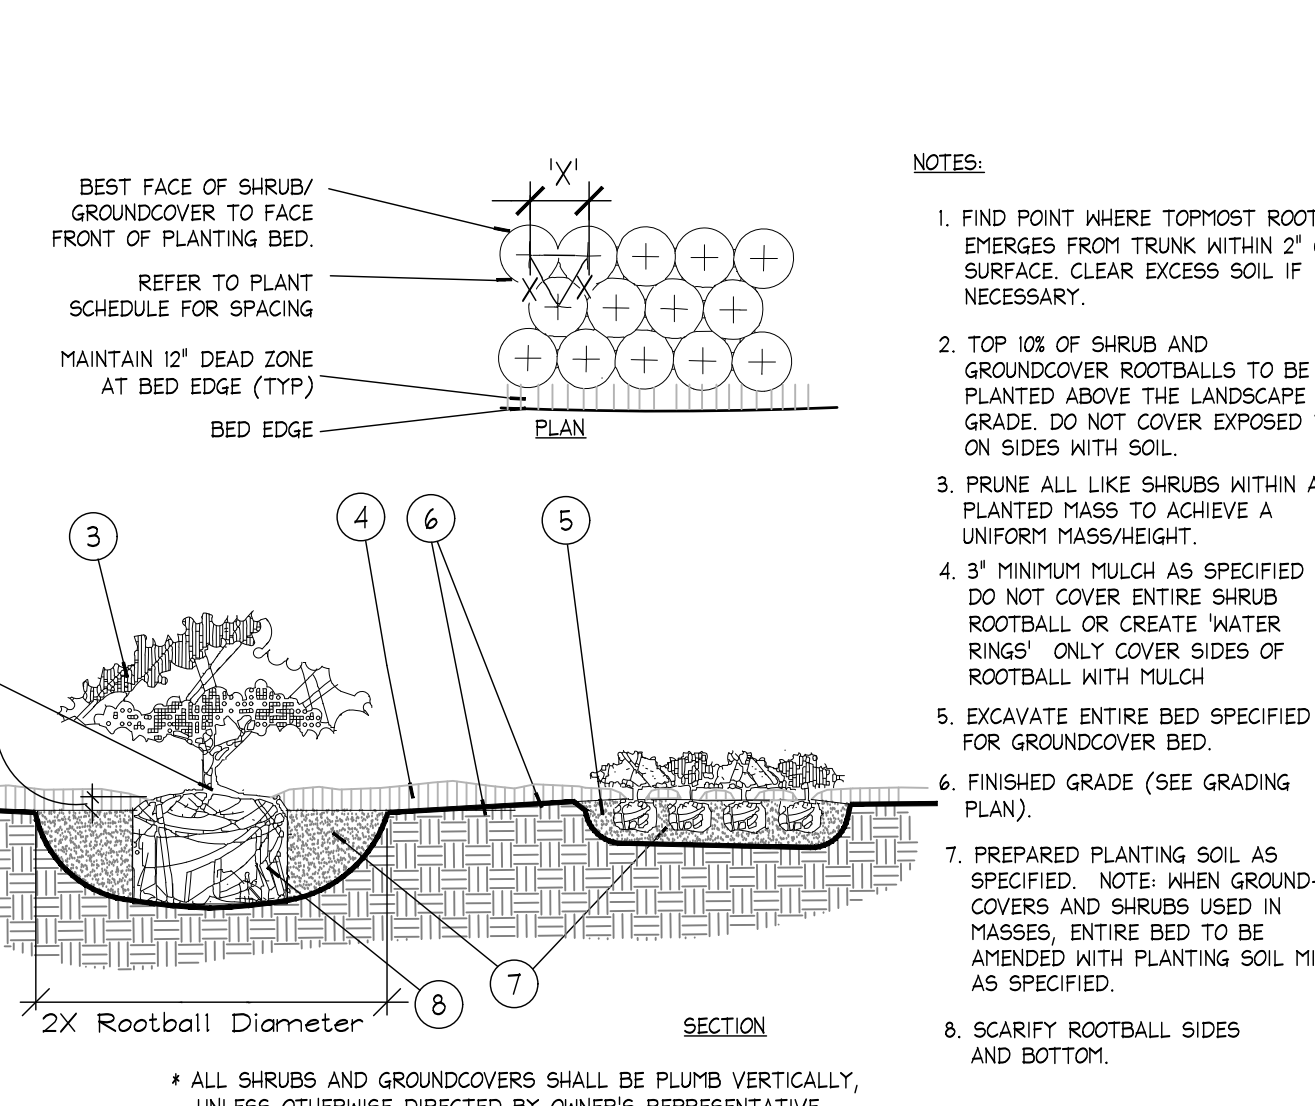 'X'
BEST FACE OF SHRUB/
GROUNDCOVER TO FACE
FRONT OF PLANTING BED.
REFER TO PLANT
SCHEDULE FOR SPACING
X X
MAINTAIN 12" DEAD ZONE
AT BED EDGE (TYP)
BED EDGE
PLAN
3
4
6
5
7
8
2X Rootball Diameter
SECTION
* ALL SHRUBS AND GROUNDCOVERS SHALL BE PLUMB VERTICALLY,
UNLESS OTHERWISE DIRECTED BY OWNER'S REPRESENTATIVE
NOTES:
1. FIND POINT WHERE TOPMOST ROOT
EMERGES FROM TRUNK WITHIN 2"
SURFACE. CLEAR EXCESS SOIL IF
NECESSARY.
2. TOP 10% OF SHRUB AND
GROUNDCOVER ROOTBALLS TO BE
PLANTED ABOVE THE LANDSCAPE
GRADE. DO NOT COVER EXPOSED
ON SIDES WITH SOIL.
3. PRUNE ALL LIKE SHRUBS WITHIN A
PLANTED MASS TO ACHIEVE A
UNIFORM MASS/HEIGHT.
4. 3" MINIMUM MULCH AS SPECIFIED
DO NOT COVER ENTIRE SHRUB
ROOTBALL OR CREATE 'WATER
RINGS' ONLY COVER SIDES OF
ROOTBALL WITH MULCH
5. EXCAVATE ENTIRE BED SPECIFIED
FOR GROUNDCOVER BED.
6. FINISHED GRADE (SEE GRADING
PLAN).
7. PREPARED PLANTING SOIL AS
SPECIFIED. NOTE: WHEN GROUND-
COVERS AND SHRUBS USED IN
MASSES, ENTIRE BED TO BE
AMENDED WITH PLANTING SOIL MI
AS SPECIFIED.
8. SCARIFY ROOTBALL SIDES
AND BOTTOM.